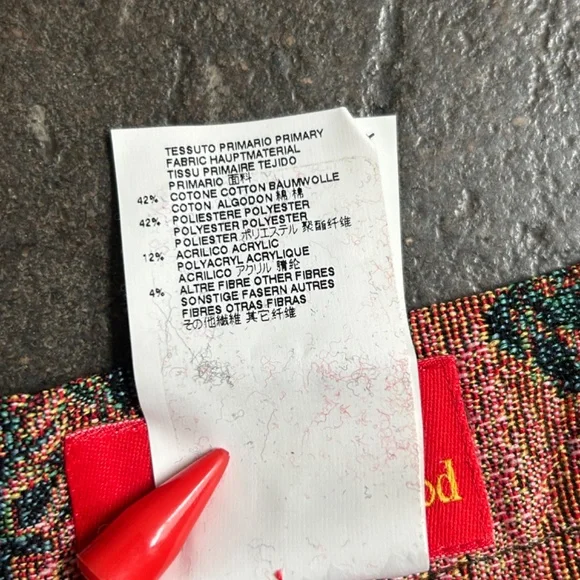 TESSUTO PRIMARIO PRIMARY
FABRIC HAUPTMATERIAL
TISSU PRIMAIRE TEJIDO
PRIMARIO 面料
42% COTONE COTTON BAUMWOLLE
COTON ALGODON 綿 棉
42% POLIESTERE POLYESTER
POLYESTER POLYESTER
POLIESTER ポリエステル 聚酯纤维
12% ACRILICO ACRYLIC
POLYACRYL ACRYLIQUE
ACRILICO アクリル 腈纶
4% ALTRE FIBRE OTHER FIBRES
SONSTIGE FASERN AUTRES
FIBRES OTRAS FIBRAS
その他繊維 其它纤维
od